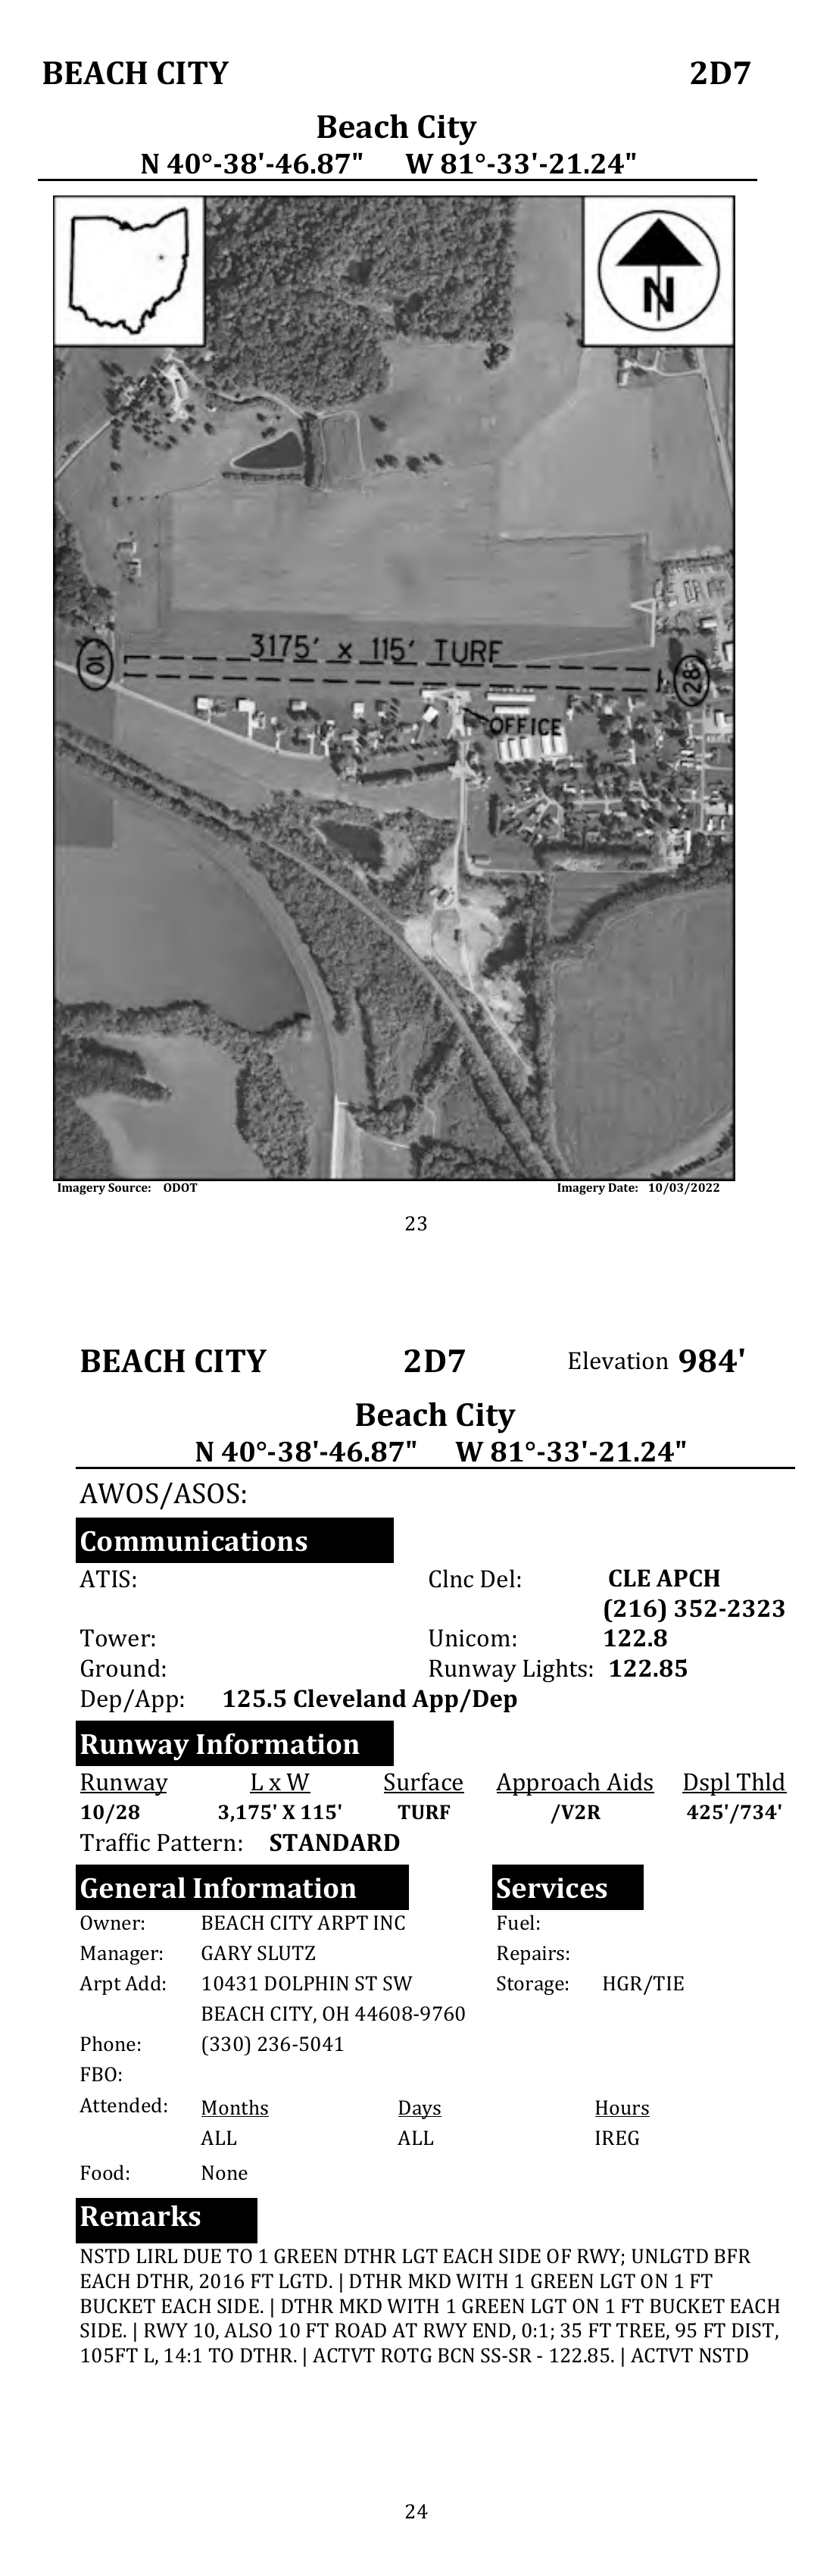 BEACH CITY 2D7
Beach City
N 40°-38'-46.87" W 81°-33'-21.24"
N
3175' x 115' TURF
10
28
OFFICE
Imagery Source: ODOT Imagery Date: 10/03/2022
23
BEACH CITY 2D7 Elevation 984'
Beach City
N 40°-38'-46.87" W 81°-33'-21.24"
AWOS/ASOS:
Communications
ATIS: Clnc Del: CLE APCH
(216) 352-2323
Tower: Unicom: 122.8
Ground: Runway Lights: 122.85
Dep/App: 125.5 Cleveland App/Dep
Runway Information
Runway L x W Surface Approach Aids Dspl Thld
10/28 3,175' X 115' TURF /V2R 425'/734'
Traffic Pattern: STANDARD
General Information Services
Owner: BEACH CITY ARPT INC Fuel:
Manager: GARY SLUTZ Repairs:
Arpt Add: 10431 DOLPHIN ST SW Storage: HGR/TIE
BEACH CITY, OH 44608-9760
Phone: (330) 236-5041
FBO:
Attended: Months Days Hours
ALL ALL IREG
Food: None
Remarks
NSTD LIRL DUE TO 1 GREEN DTHR LGT EACH SIDE OF RWY; UNLGTD BFR
EACH DTHR, 2016 FT LGTD. | DTHR MKD WITH 1 GREEN LGT ON 1 FT
BUCKET EACH SIDE. | DTHR MKD WITH 1 GREEN LGT ON 1 FT BUCKET EACH
SIDE. | RWY 10, ALSO 10 FT ROAD AT RWY END, 0:1; 35 FT TREE, 95 FT DIST,
105FT L, 14:1 TO DTHR. | ACTVT ROTG BCN SS-SR - 122.85. | ACTVT NSTD
24